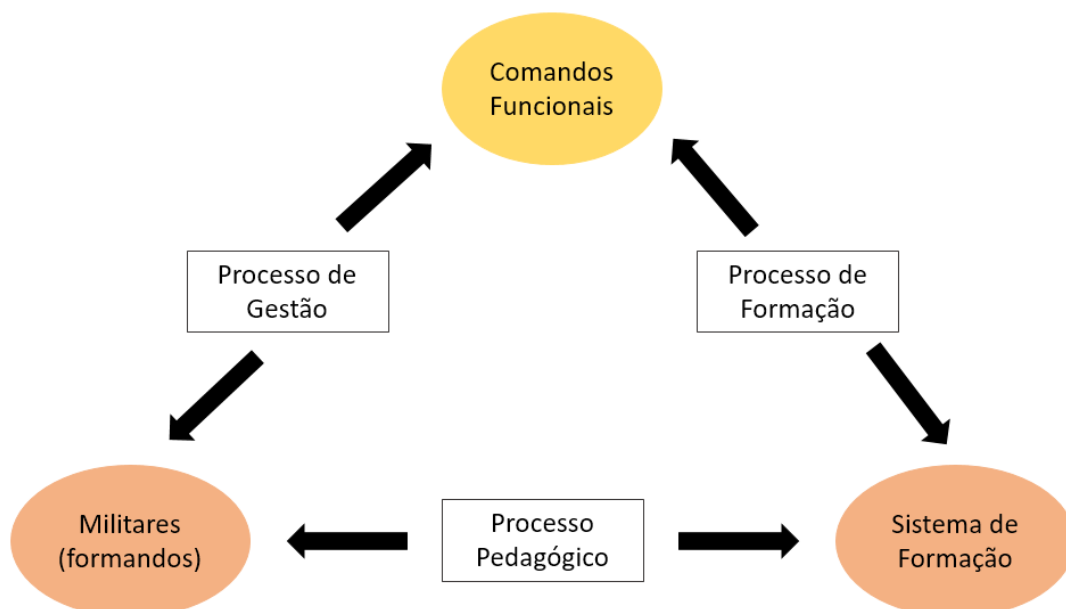 Comandos
Funcionais
Processo de
Gestão
Processo de
Formação
Militares
(formandos)
Processo
Pedagógico
Sistema de
Formação